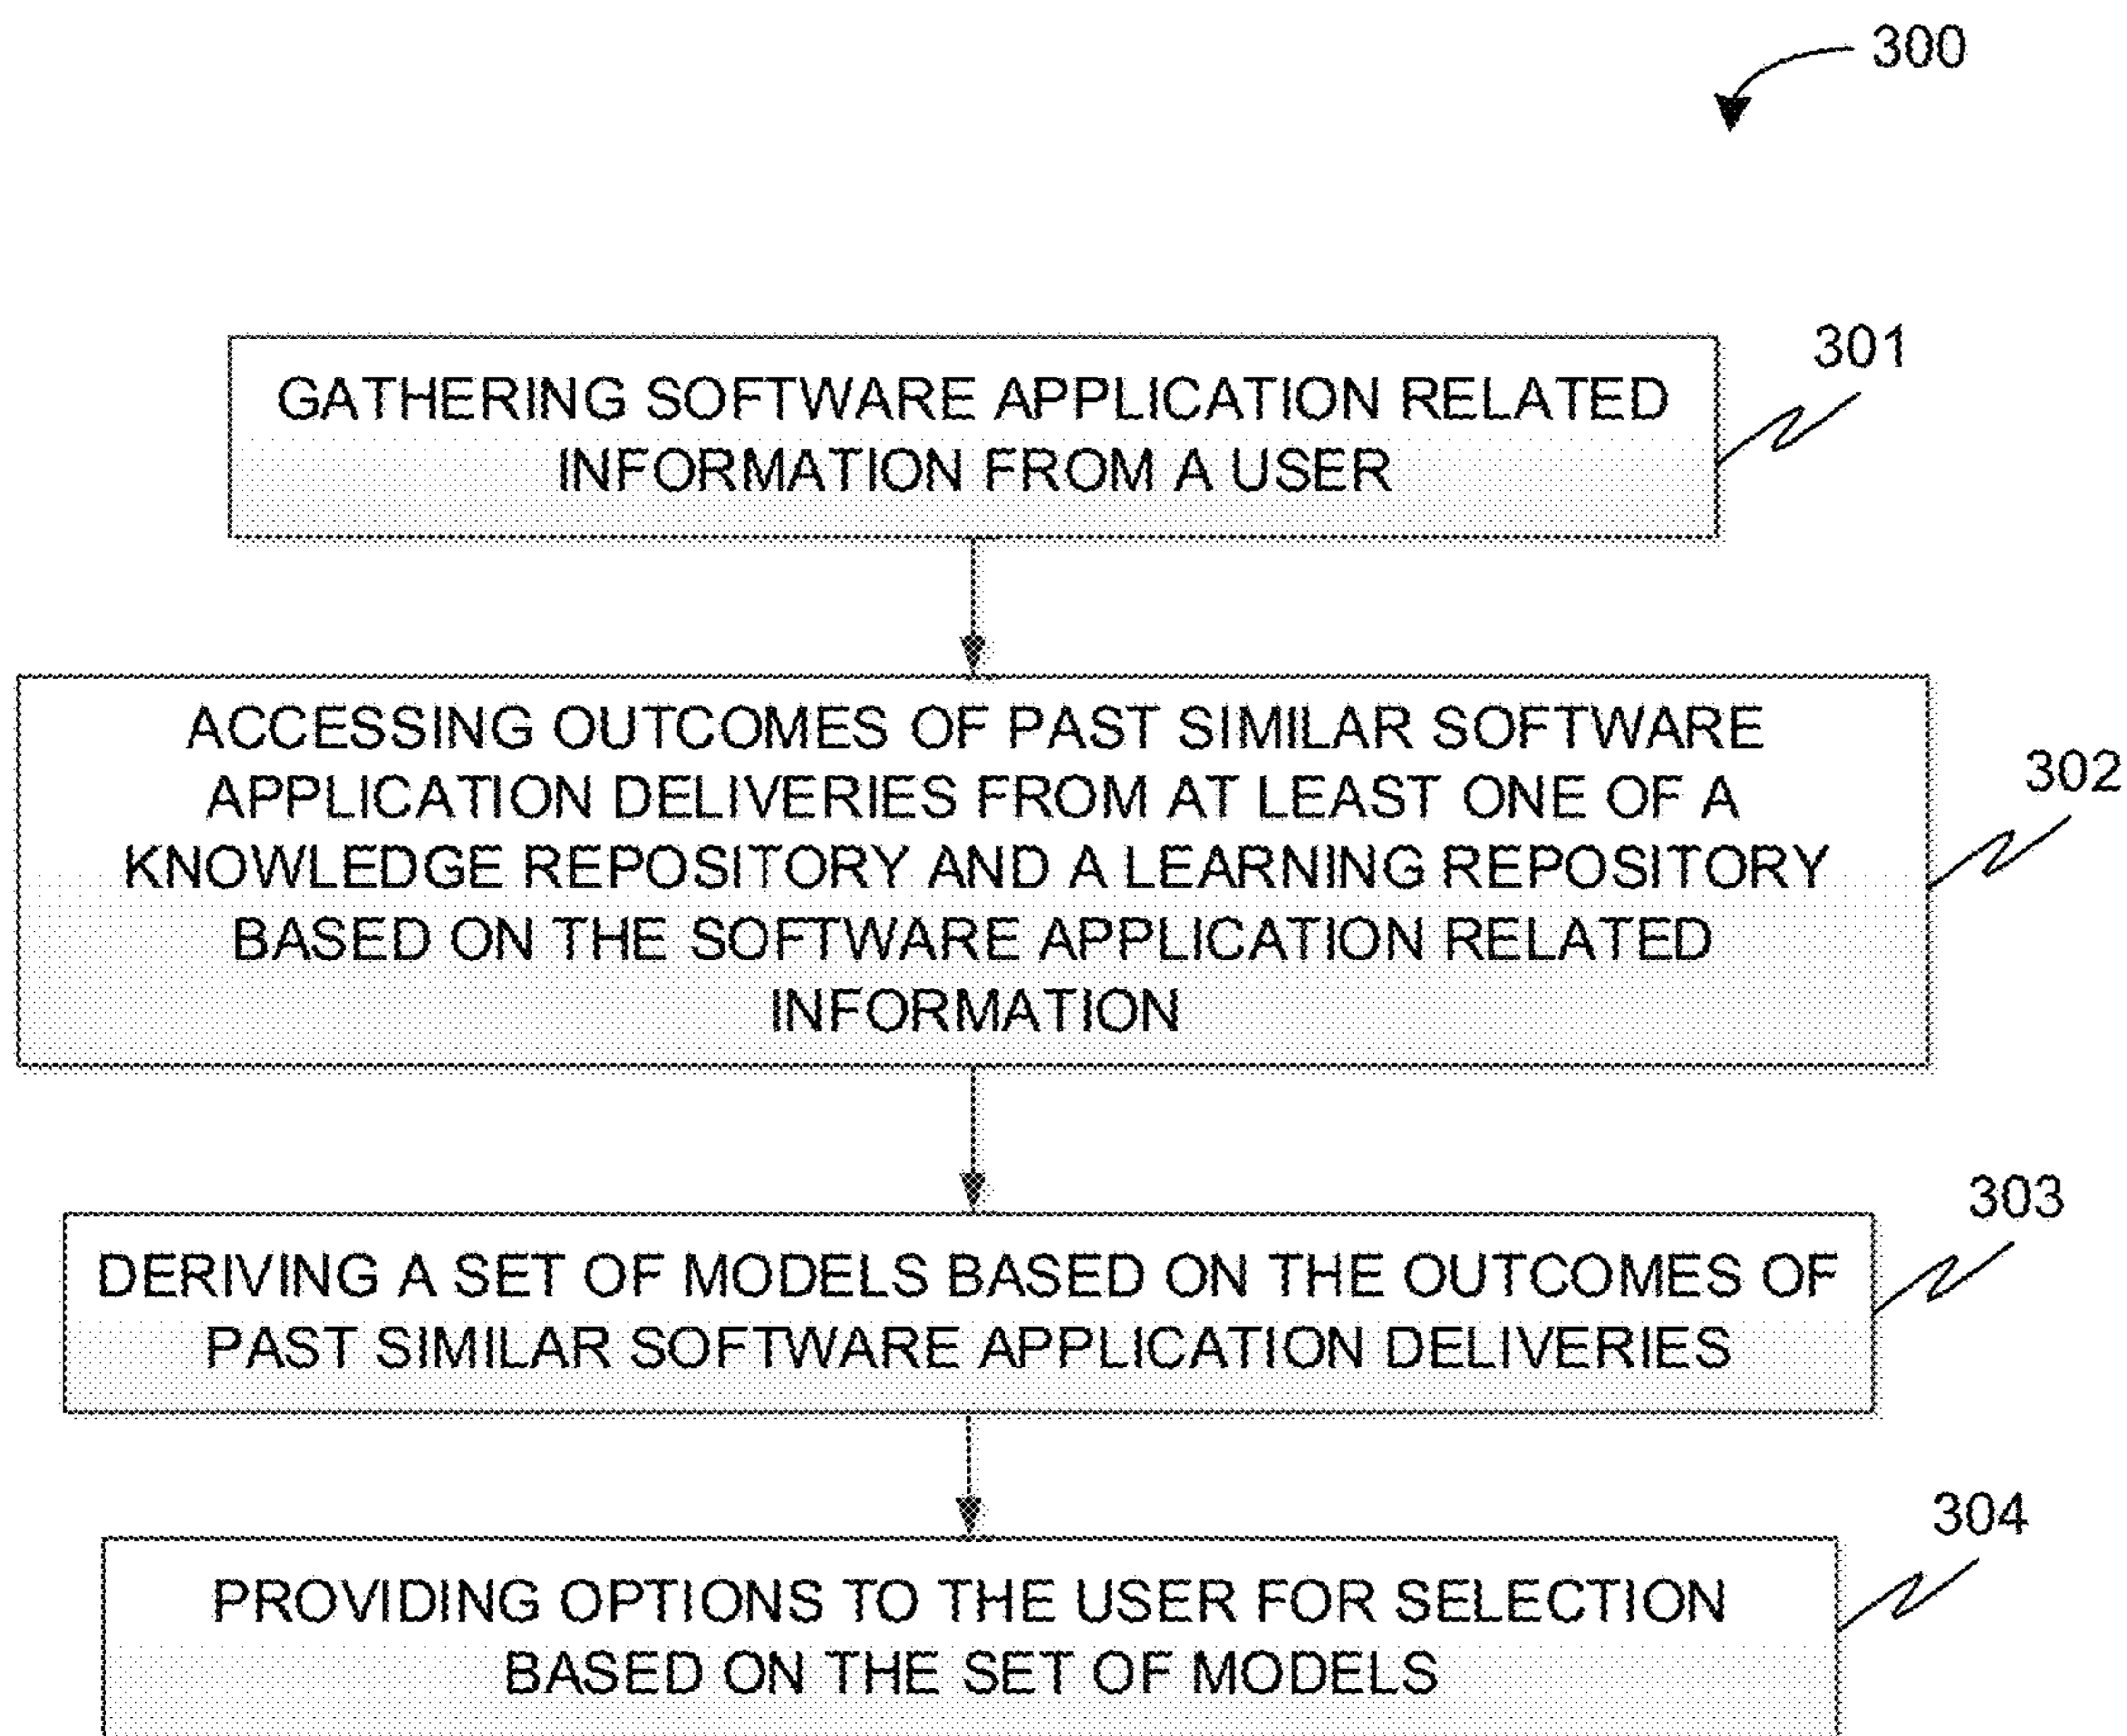 300
301
GATHERING SOFTWARE APPLICATION RELATED
INFORMATION FROM A USER
302
ACCESSING OUTCOMES OF PAST SIMILAR SOFTWARE
APPLICATION DELIVERIES FROM AT LEAST ONE OF A
KNOWLEDGE REPOSITORY AND A LEARNING REPOSITORY
BASED ON THE SOFTWARE APPLICATION RELATED
INFORMATION
303
DERIVING A SET OF MODELS BASED ON THE OUTCOMES OF
PAST SIMILAR SOFTWARE APPLICATION DELIVERIES
304
PROVIDING OPTIONS TO THE USER FOR SELECTION
BASED ON THE SET OF MODELS